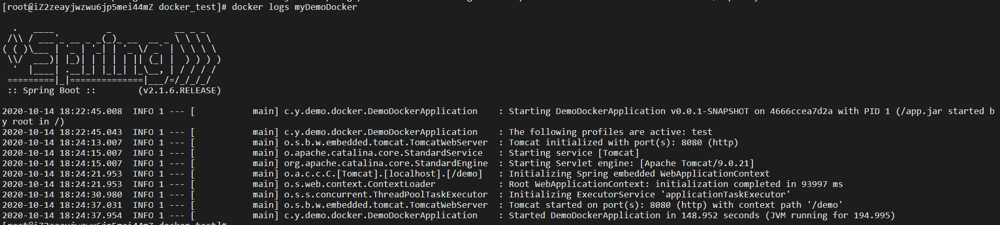 [root@iZ2zeayjwzwu6jp5mei44mZ docker_test]# docker logs myDemoDocker
  .   ____          _            __ _ _
 /\\ / ___'_ __ _ _(_)_ __  __ _ \ \ \ \
( ( )\___ | '_ | '_| | '_ \/ _` | \ \ \ \
 \\/  ___)| |_)| | | | | || (_| |  ) ) ) )
  '  |____| .__|_| |_|_| |_\__, | / / / /
 =========|_|==============|___/=/_/_/_/
 :: Spring Boot ::        (v2.1.6.RELEASE)
2020-10-14 18:22:45.008  INFO 1 --- [           main] c.y.demo.docker.DemoDockerApplication    : Starting DemoDockerApplication v0.0.1-SNAPSHOT on 4666ccea7d2a with PID 1 (/app.jar started b
y root in /)
2020-10-14 18:22:45.043  INFO 1 --- [           main] c.y.demo.docker.DemoDockerApplication    : The following profiles are active: test
2020-10-14 18:24:13.007  INFO 1 --- [           main] o.s.b.w.embedded.tomcat.TomcatWebServer  : Tomcat initialized with port(s): 8080 (http)
2020-10-14 18:24:15.007  INFO 1 --- [           main] o.apache.catalina.core.StandardService   : Starting service [Tomcat]
2020-10-14 18:24:15.007  INFO 1 --- [           main] org.apache.catalina.core.StandardEngine  : Starting Servlet engine: [Apache Tomcat/9.0.21]
2020-10-14 18:24:21.953  INFO 1 --- [           main] o.a.c.c.C.[Tomcat].[localhost].[/demo]   : Initializing Spring embedded WebApplicationContext
2020-10-14 18:24:21.953  INFO 1 --- [           main] o.s.web.context.ContextLoader            : Root WebApplicationContext: initialization completed in 93997 ms
2020-10-14 18:24:30.980  INFO 1 --- [           main] o.s.s.concurrent.ThreadPoolTaskExecutor  : Initializing ExecutorService 'applicationTaskExecutor'
2020-10-14 18:24:37.031  INFO 1 --- [           main] o.s.b.w.embedded.tomcat.TomcatWebServer  : Tomcat started on port(s): 8080 (http) with context path '/demo'
2020-10-14 18:24:37.954  INFO 1 --- [           main] c.y.demo.docker.DemoDockerApplication    : Started DemoDockerApplication in 148.952 seconds (JVM running for 194.995)
[root@iZ2zeayjwzwu6jp5mei44mZ docker_test]#